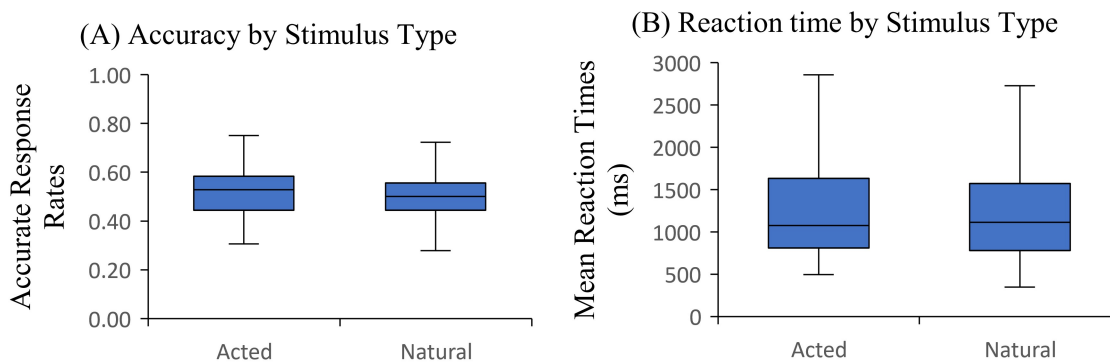 (A) Accuracy by Stimulus Type
Accurate Response
Rates
1.00
0.80
0.60
0.40
0.20
0.00
Acted
Natural
(B) Reaction time by Stimulus Type
Mean Reaction Times
(ms)
3000
2500
2000
1500
1000
500
0
Acted
Natural